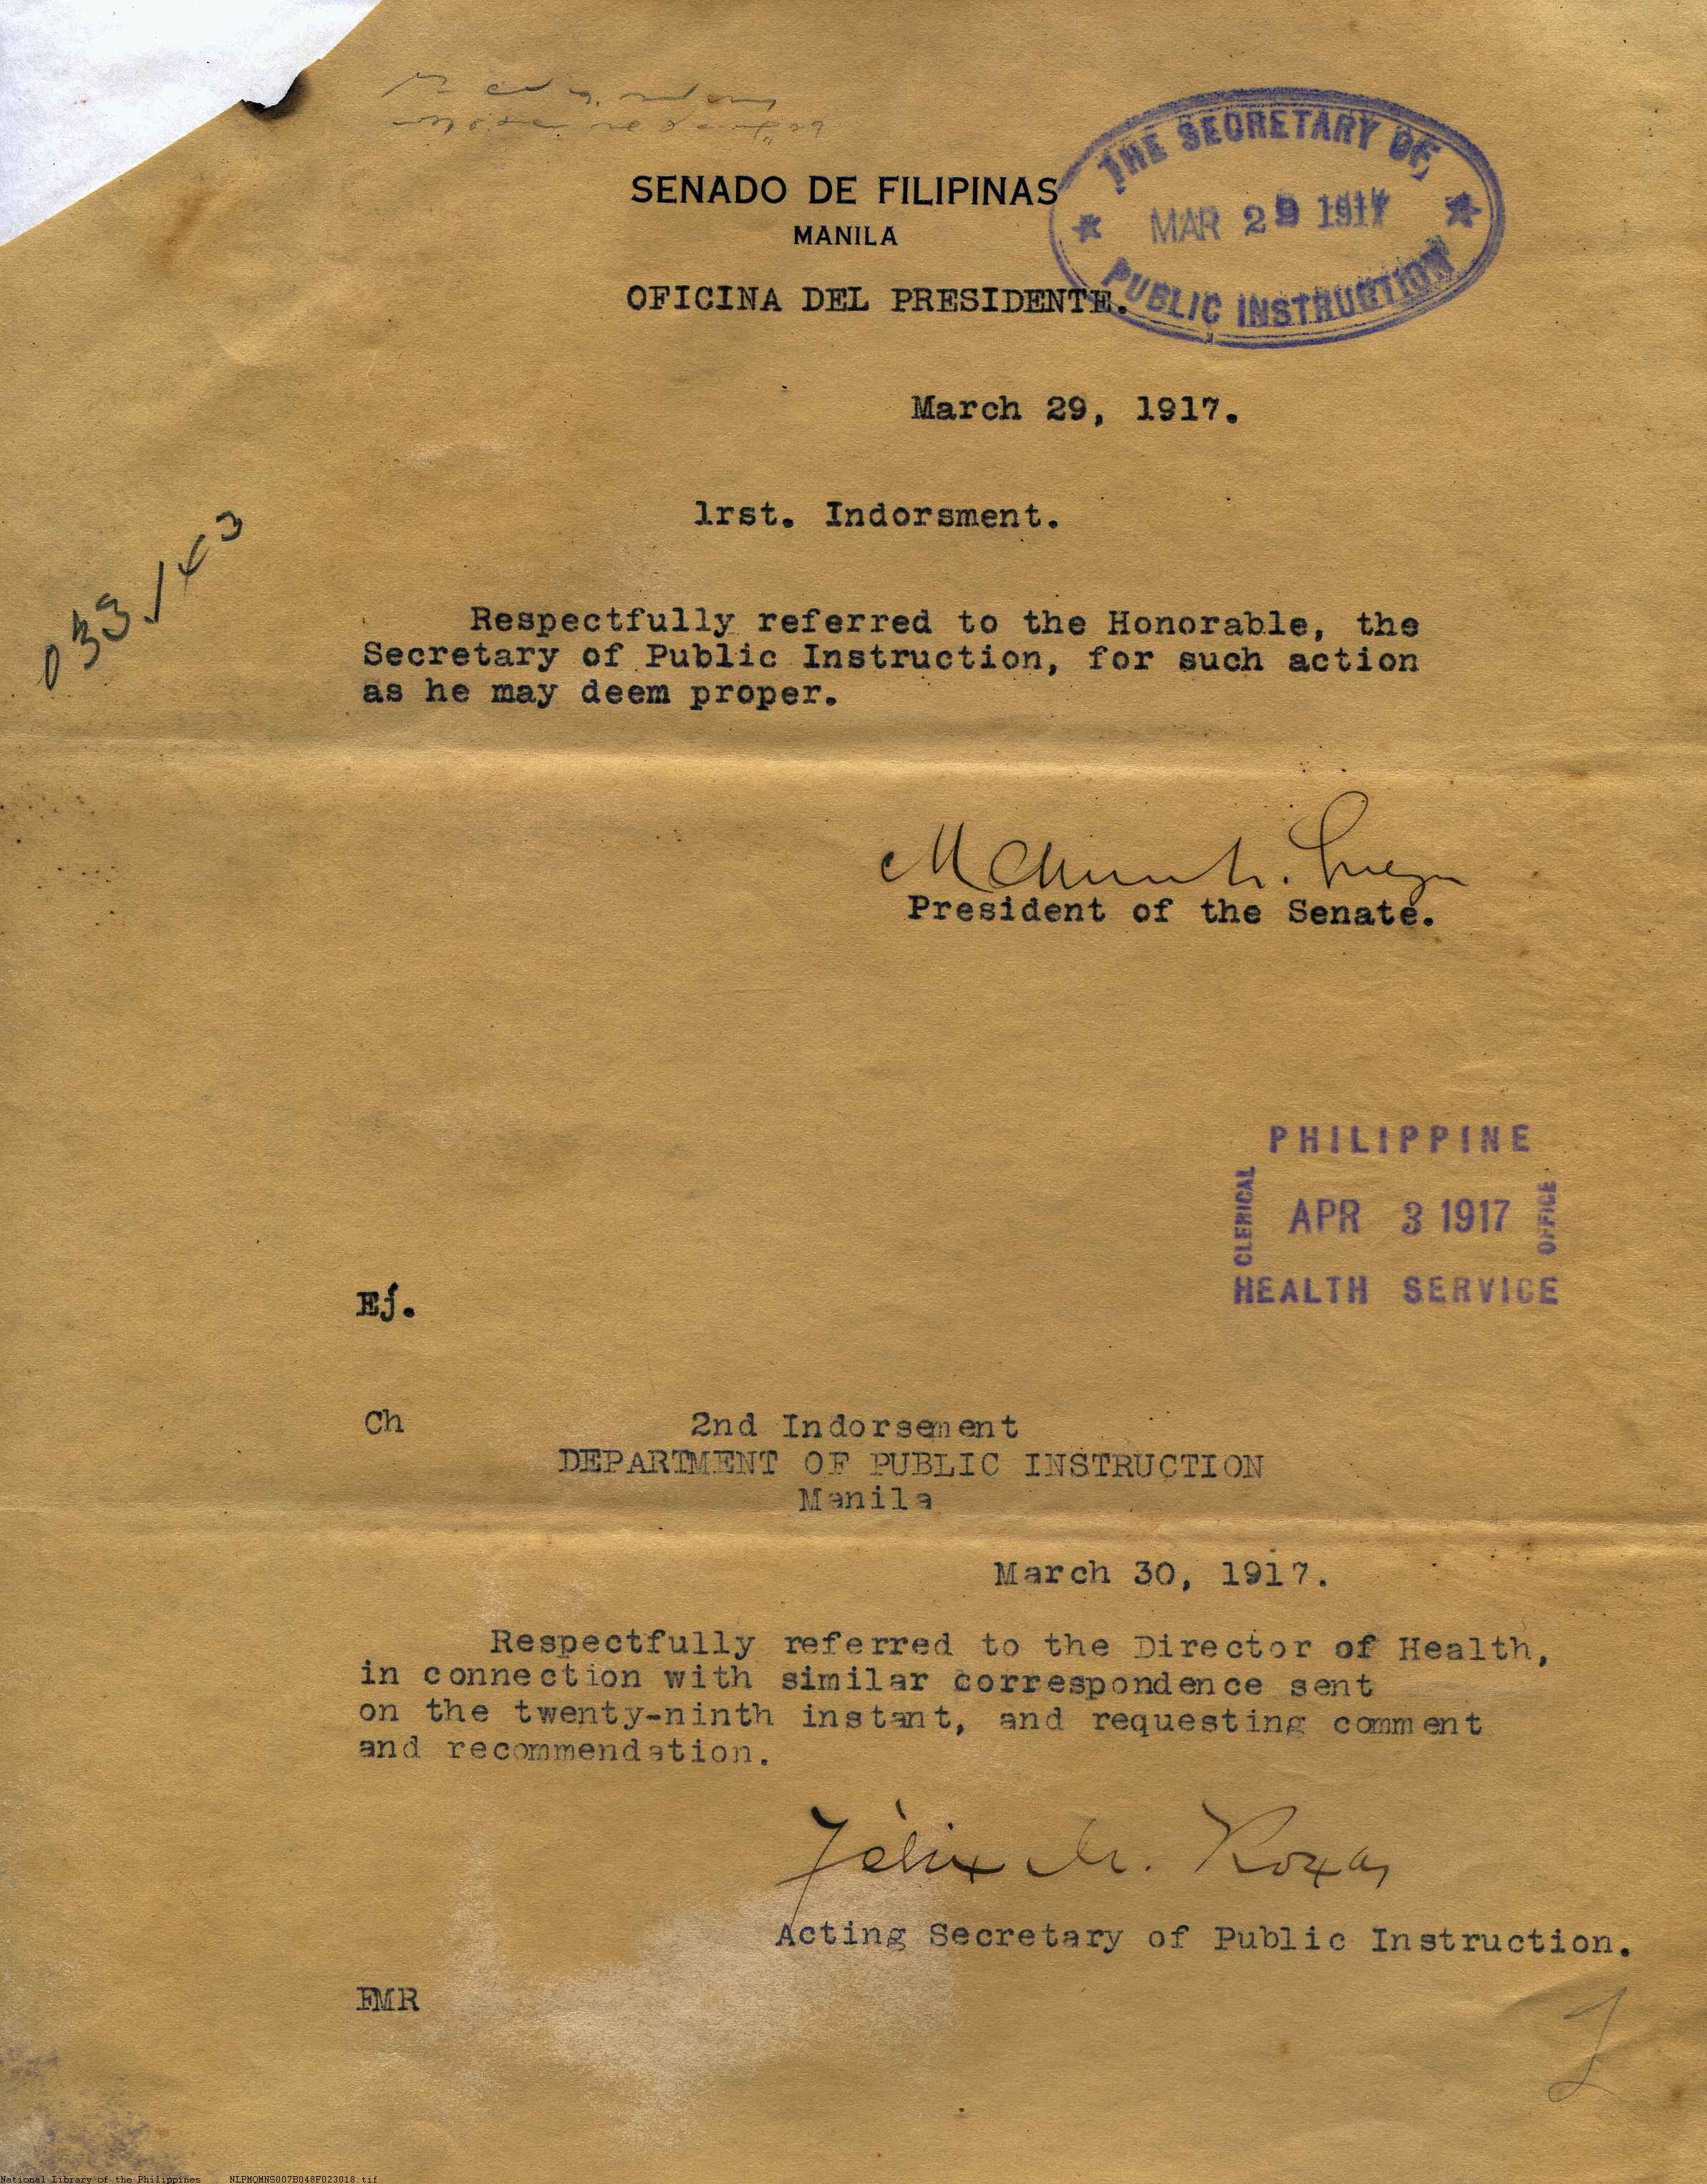 THE SECRETARY OF
MAR 29 1917
PUBLIC INSTRUCTION
SENADO DE FILIPINAS
MANILA
OFICINA DEL PRESIDENTE.
March 29, 1917.
1rst. Indorsment.
Respectfully referred to the Honorable, the
Secretary of Public Instruction, for such action
as he may deem proper.
President of the Senate.
PHILIPPINE
CLERICAL
APR 3 1917
OFFICE
HEALTH SERVICE
Ej.
Ch
2nd Indorsement
DEPARTMENT OF PUBLIC INSTRUCTION
Manila
March 30, 1917.
Respectfully referred to the Director of Health,
in connection with similar correspondence sent
on the twenty-ninth instant, and requesting comment
and recommendation.
Félix M. Roxas
Acting Secretary of Public Instruction.
FMR
National Library of the Philippines NLPMQMNS007B048F023018.tif